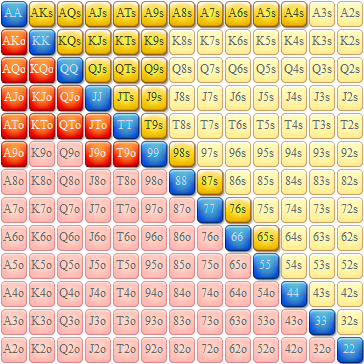 AA AKs AQs AJs ATs A9s A8s A7s A6s A5s A4s A3s A2s
AKo KK KQs KJs KTs K9s K8s K7s K6s K5s K4s K3s K2s
AQo KQo QQ QJs QTs Q9s Q8s Q7s Q6s Q5s Q4s Q3s Q2s
AJo KJo QJo JJ JTs J9s J8s J7s J6s J5s J4s J3s J2s
ATo KTo QTo JTo TT T9s T8s T7s T6s T5s T4s T3s T2s
A9o K9o Q9o J9o T9o 99 98s 97s 96s 95s 94s 93s 92s
A8o K8o Q8o J8o T8o 98o 88 87s 86s 85s 84s 83s 82s
A7o K7o Q7o J7o T7o 97o 87o 77 76s 75s 74s 73s 72s
A6o K6o Q6o J6o T6o 96o 86o 76o 66 65s 64s 63s 62s
A5o K5o Q5o J5o T5o 95o 85o 75o 65o 55 54s 53s 52s
A4o K4o Q4o J4o T4o 94o 84o 74o 64o 54o 44 43s 42s
A3o K3o Q3o J3o T3o 93o 83o 73o 63o 53o 43o 33 32s
A2o K2o Q2o J2o T2o 92o 82o 72o 62o 52o 42o 32o 22